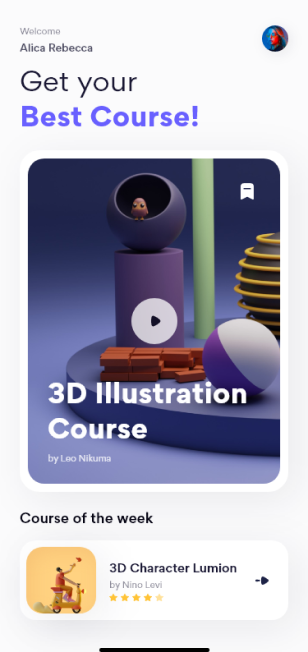 Welcome
Alica Rebecca
Get your
Best Course!
3D Illustration
Course
by Leo Nikuma
Course of the week
3D Character Lumion
by Nino Levi